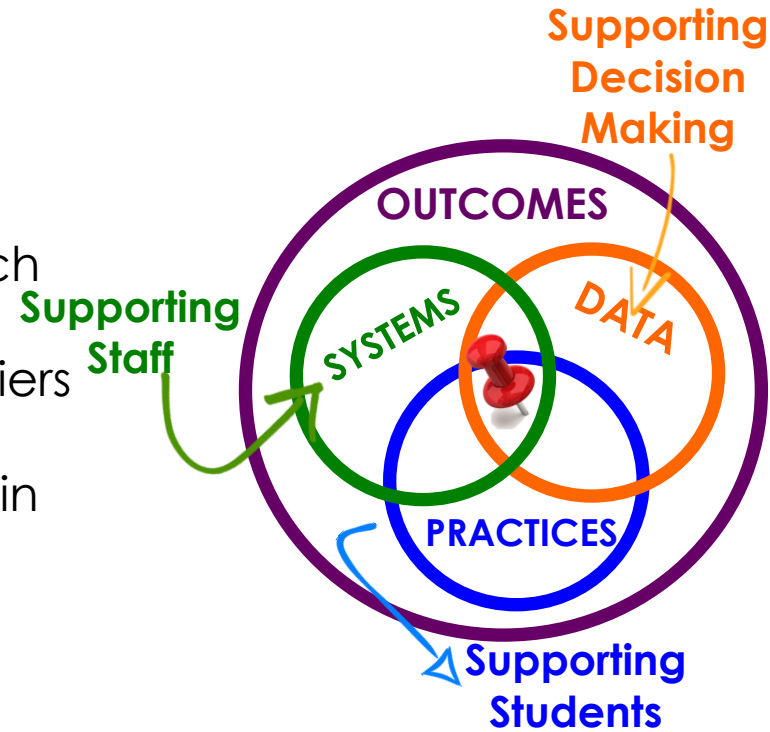 Supporting
Decision
Making
OUTCOMES
ch
Supporting
Staff
SYSTEMS
DATA
iers
in
PRACTICES
Supporting
Students